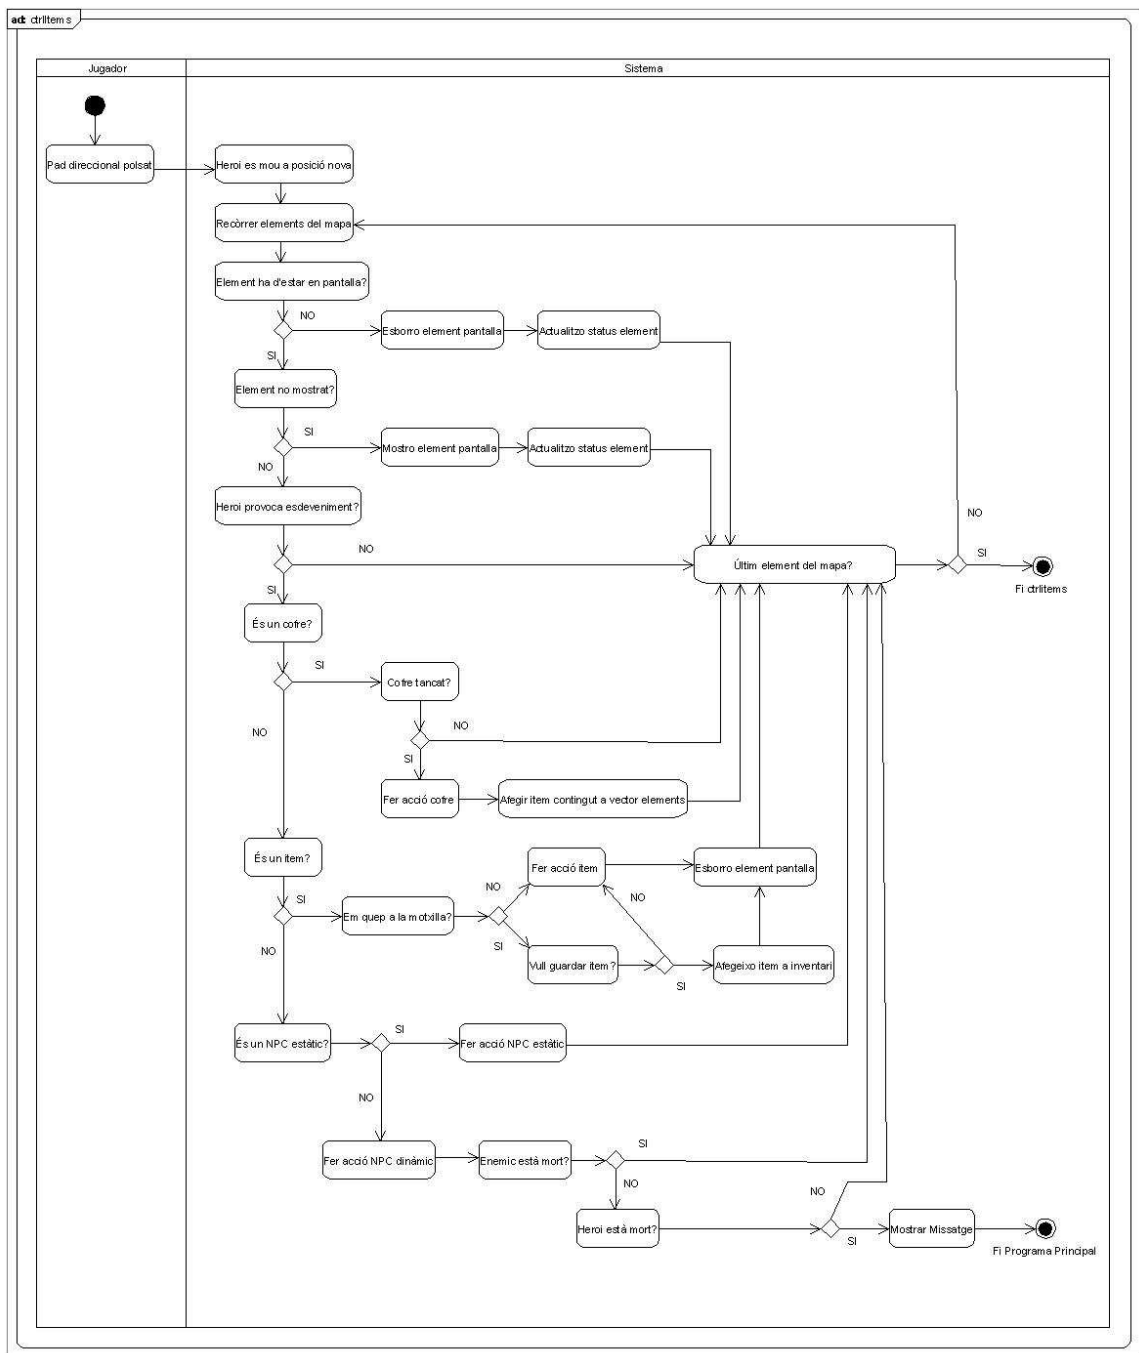 act ctrlItems
Jugador
Sistema
Pad direccional polsat
Heroi es mou a posició nova
Recòrrer elements del mapa
Element ha d'estar en pantalla?
NO
Esborro element pantalla
Actualitzo status element
SI
Element no mostrat?
SI
Mostro element pantalla
Actualitzo status element
NO
Heroi provoca esdeveniment?
NO
NO
Últim element del mapa?
SI
Fi ctrlitems
SI
És un cofre?
SI
Cofre tancat?
NO
NO
SI
Fer acció cofre
Afegir item contingut a vector elements
És un item?
Fer acció item
Esborro element pantalla
NO
NO
SI
Em quep a la motxilla?
SI
NO
Vull guardar item?
Afegeixo item a inventari
SI
És un NPC estàtic?
SI
Fer acció NPC estàtic
NO
Fer acció NPC dinàmic
Enemic està mort?
SI
NO
NO
Heroi està mort?
SI
Mostrar Missatge
Fi Programa Principal